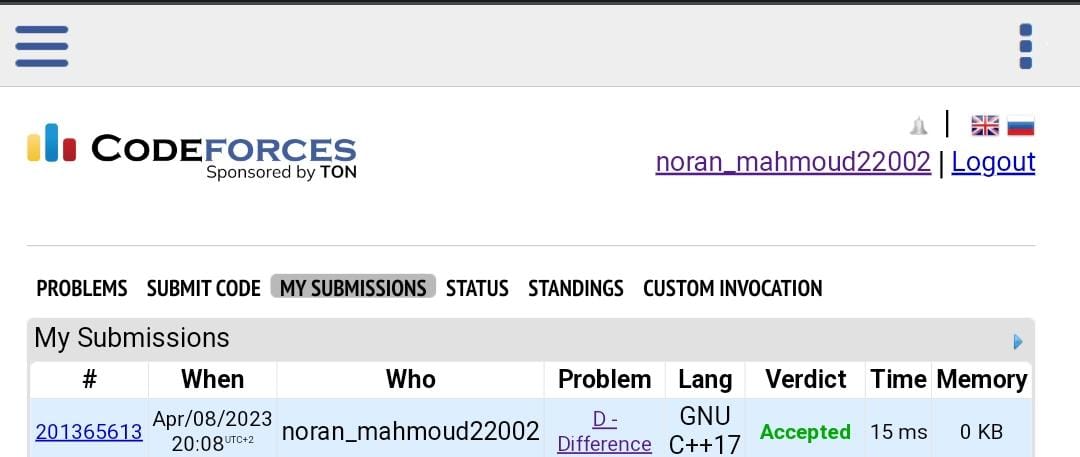 CODEFORCES
Sponsored by TON
noran_mahmoud22002 | Logout
PROBLEMS SUBMIT CODE MY SUBMISSIONS STATUS STANDINGS CUSTOM INVOCATION
My Submissions
# When Who Problem Lang Verdict Time Memory
201365613 Apr/08/2023 20:08 UTC+2 noran_mahmoud22002 D - Difference GNU C++17 Accepted 15 ms 0 KB